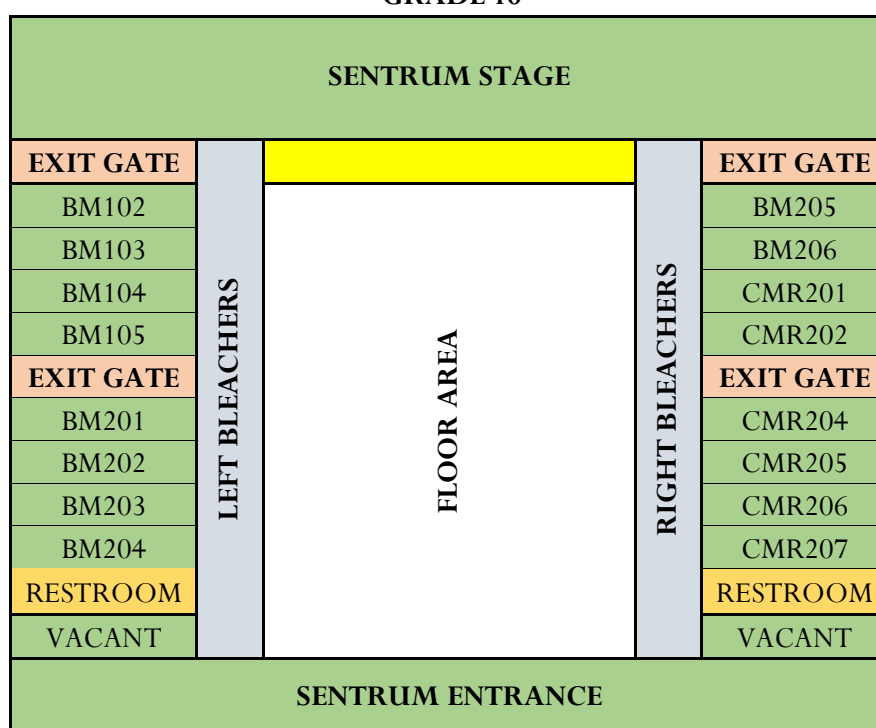 SENTRUM STAGE
EXIT GATE EXIT GATE
BM102 BM205
BM103 BM206
BM104 CMR201
BM105 CMR202
EXIT GATE EXIT GATE
BM201 CMR204
BM202 CMR205
BM203 CMR206
BM204 CMR207
RESTROOM RESTROOM
VACANT VACANT
LEFT BLEACHERS
FLOOR AREA
RIGHT BLEACHERS
SENTRUM ENTRANCE